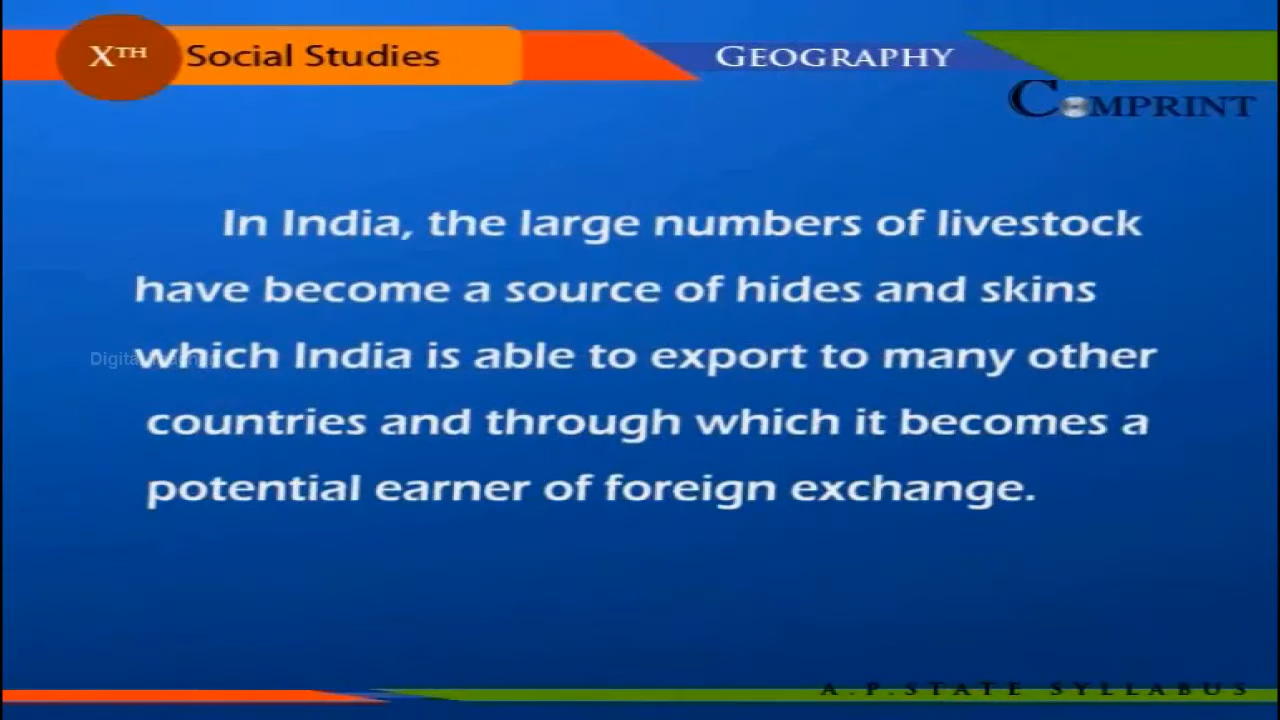 XTH Social Studies GEOGRAPHY
COMPRINT
In India, the large numbers of livestock
have become a source of hides and skins
which India is able to export to many other
countries and through which it becomes a
potential earner of foreign exchange.
A.P.STATE SYLLABUS